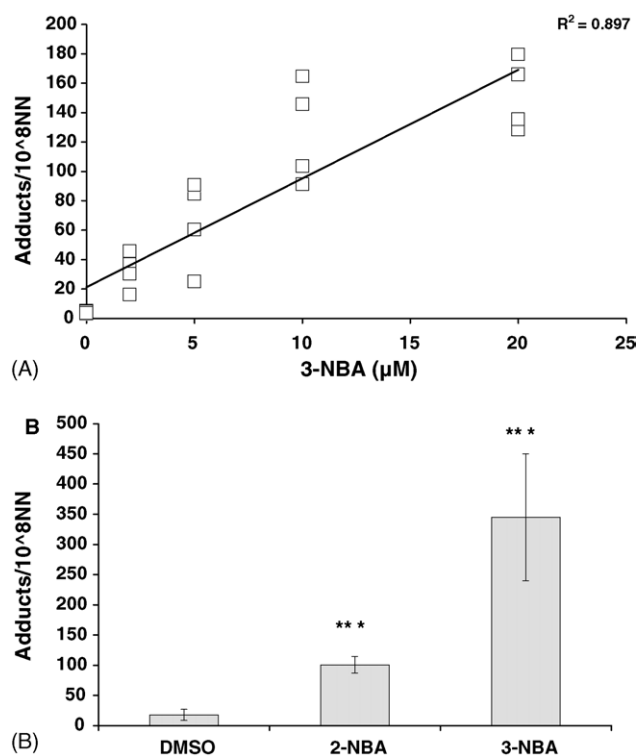 R² = 0.897
Adducts/10^8NN
200
180
160
140
120
100
80
60
40
20
0
0 5 10 15 20 25
3-NBA (µM)
(A)
B
Adducts/10^8NN
500
450
400
350
300
250
200
150
100
50
0
** *
** *
DMSO 2-NBA 3-NBA
(B)